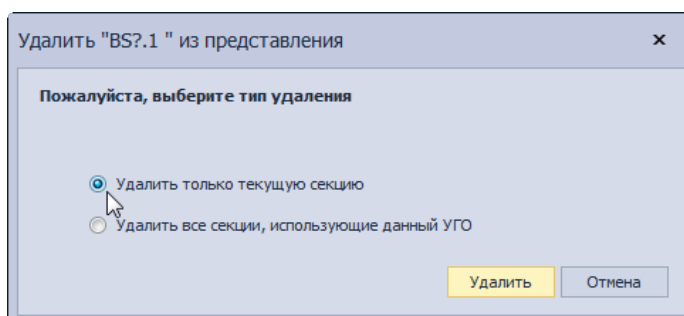 Удалить "BS?.1 " из представления
Пожалуйста, выберите тип удаления
Удалить только текущую секцию
Удалить все секции, использующие данный УГО
Удалить Отмена